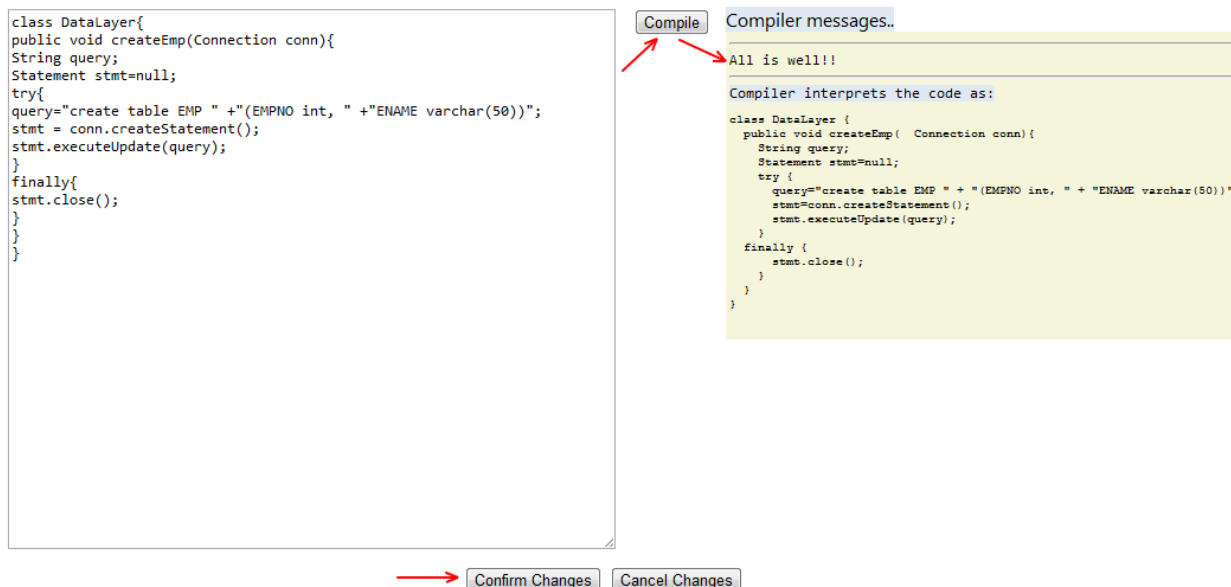 class DataLayer{
public void createEmp(Connection conn){
String query;
Statement stmt=null;
try{
query="create table EMP " +"(EMPNO int, " +"ENAME varchar(50))";
stmt = conn.createStatement();
stmt.executeUpdate(query);
}
finally{
stmt.close();
}
}
}
Compile
Compiler messages..
All is well!!
Compiler interprets the code as:
class DataLayer {
public void createEmp(  Connection conn){
String query;
Statement stmt=null;
try {
query="create table EMP " + "(EMPNO int, " + "ENAME varchar(50))"
stmt=conn.createStatement();
stmt.executeUpdate(query);
}
finally {
stmt.close();
}
}
}
Confirm Changes
Cancel Changes